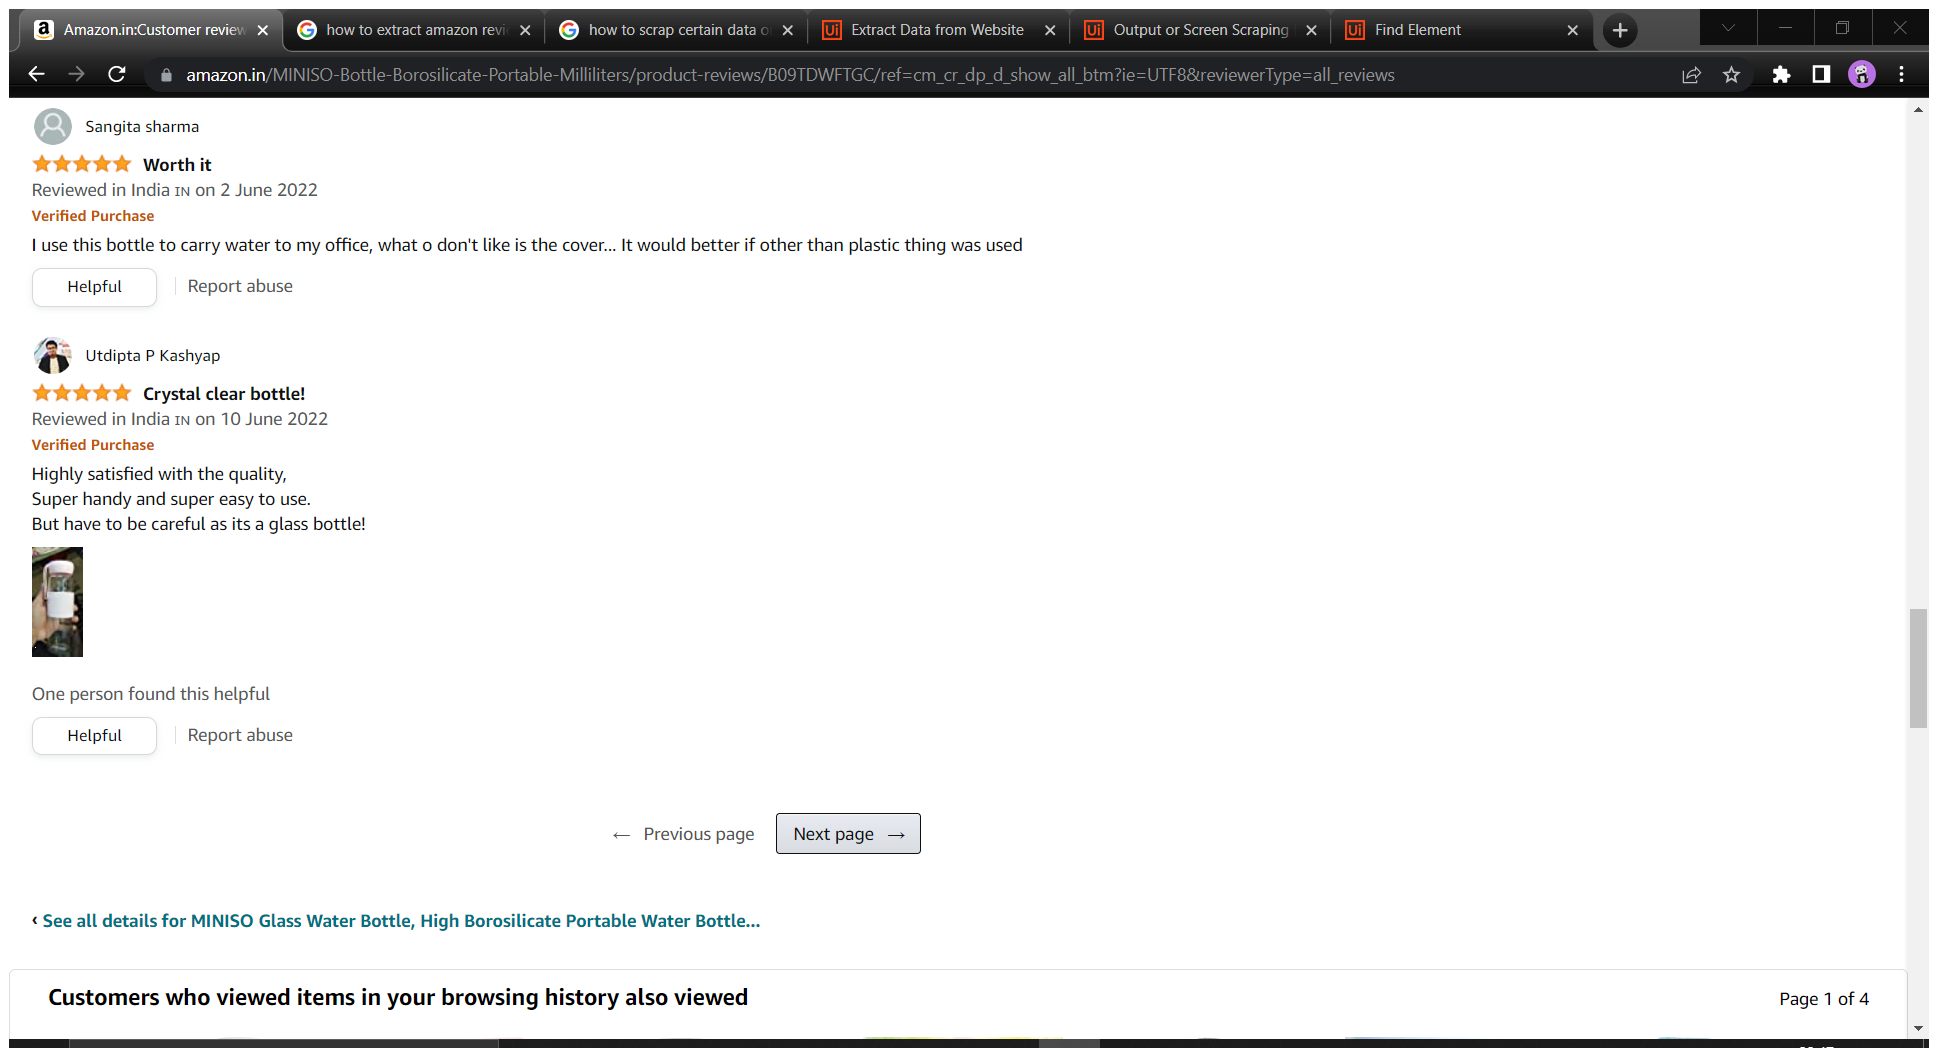 Amazon.in:Customer review
how to extract amazon revi
how to scrap certain data o
Extract Data from Website
Output or Screen Scraping
Find Element
amazon.in/MINISO-Bottle-Borosilicate-Portable-Milliliters/product-reviews/B09TDWFTGC/ref=cm_cr_dp_d_show_all_btm?ie=UTF8&reviewerType=all_reviews
Sangita sharma
Worth it
Reviewed in India IN on 2 June 2022
Verified Purchase
I use this bottle to carry water to my office, what o don't like is the cover... It would better if other than plastic thing was used
Helpful
Report abuse
Utdipta P Kashyap
Crystal clear bottle!
Reviewed in India IN on 10 June 2022
Verified Purchase
Highly satisfied with the quality,
Super handy and super easy to use.
But have to be careful as its a glass bottle!
One person found this helpful
Helpful
Report abuse
← Previous page
Next page →
‹ See all details for MINISO Glass Water Bottle, High Borosilicate Portable Water Bottle...
Customers who viewed items in your browsing history also viewed
Page 1 of 4